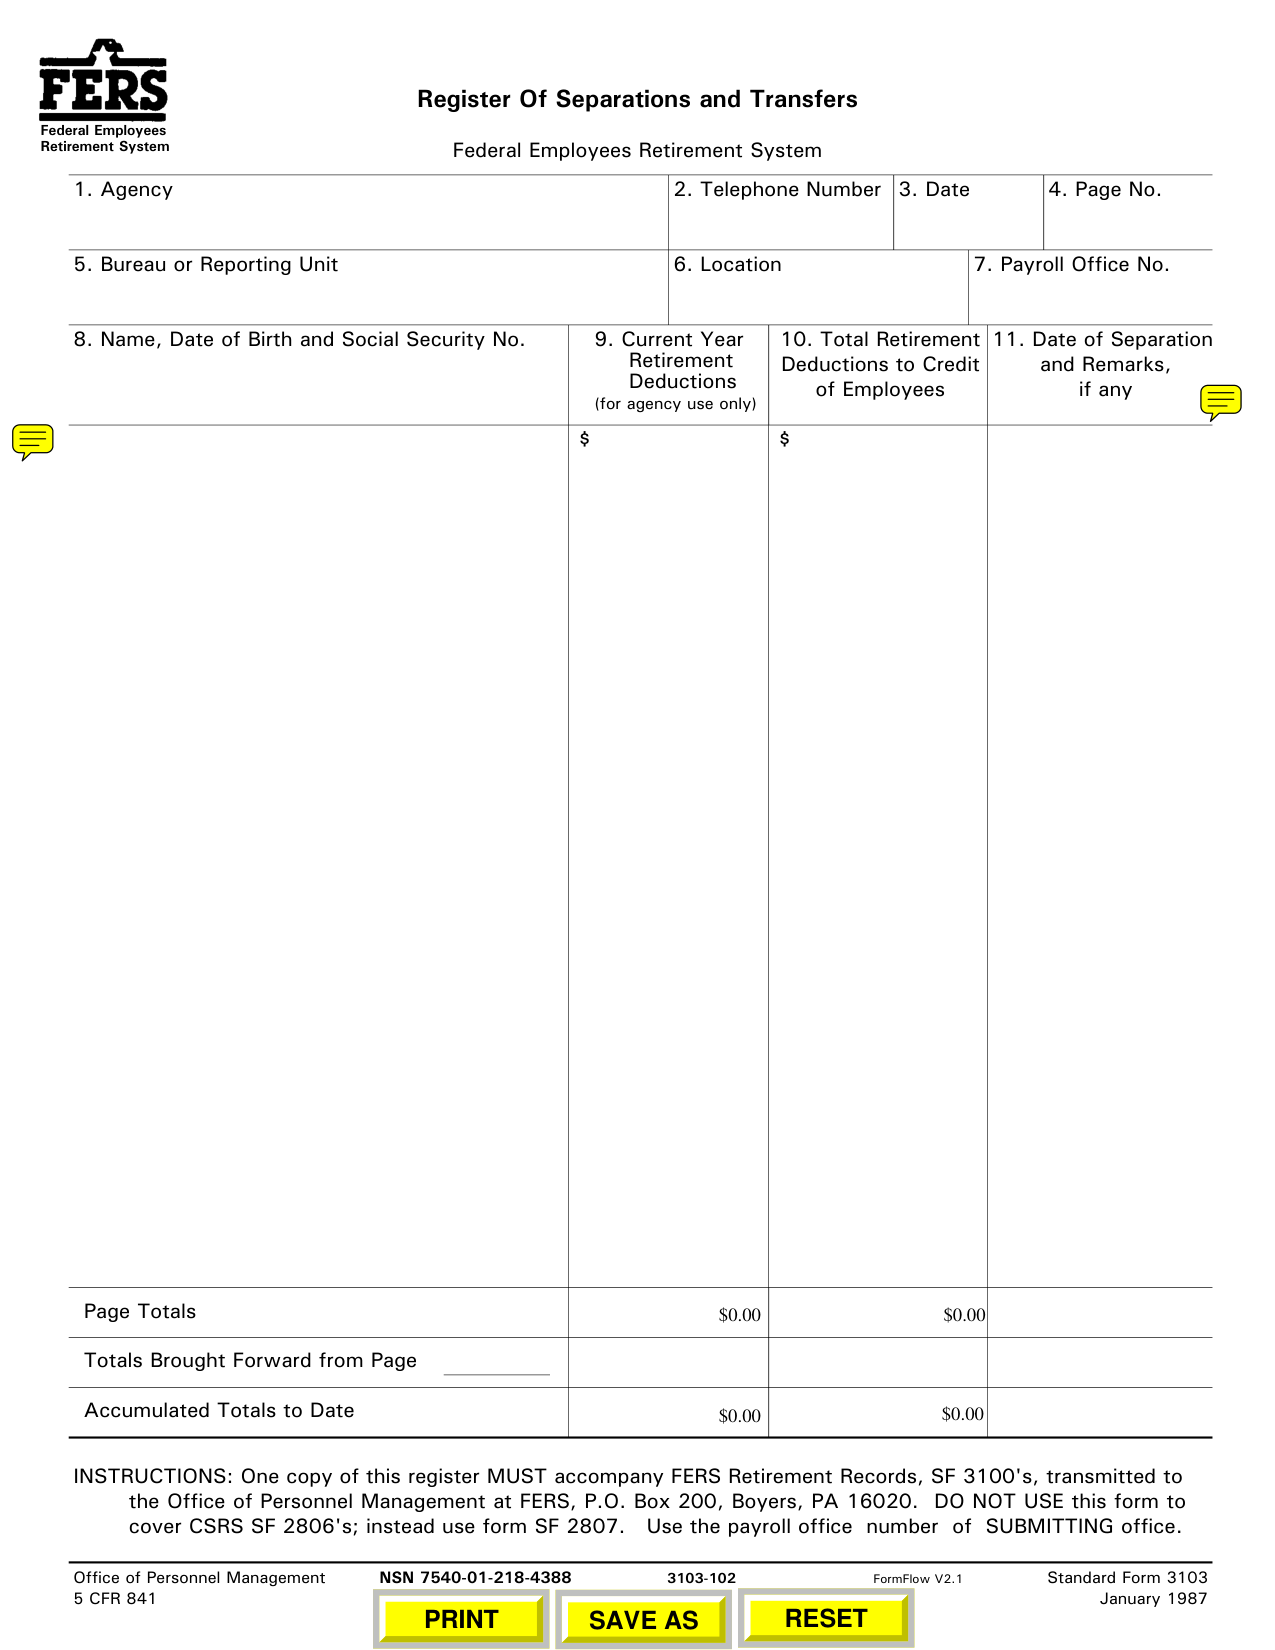 FERS
Federal Employees
Retirement System
Register Of Separations and Transfers
Federal Employees Retirement System
1. Agency
2. Telephone Number
3. Date
4. Page No.
5. Bureau or Reporting Unit
6. Location
7. Payroll Office No.
8. Name, Date of Birth and Social Security No.
9. Current Year
Retirement
Deductions
(for agency use only)
10. Total Retirement
Deductions to Credit
of Employees
11. Date of Separation
and Remarks,
if any
$
$
Page Totals
$0.00
$0.00
Totals Brought Forward from Page
Accumulated Totals to Date
$0.00
$0.00
INSTRUCTIONS: One copy of this register MUST accompany FERS Retirement Records, SF 3100's, transmitted to
the Office of Personnel Management at FERS, P.O. Box 200, Boyers, PA 16020. DO NOT USE this form to
cover CSRS SF 2806's; instead use form SF 2807. Use the payroll office number of SUBMITTING office.
Office of Personnel Management
5 CFR 841
NSN 7540-01-218-4388
3103-102
FormFlow V2.1
Standard Form 3103
January 1987
PRINT
SAVE AS
RESET